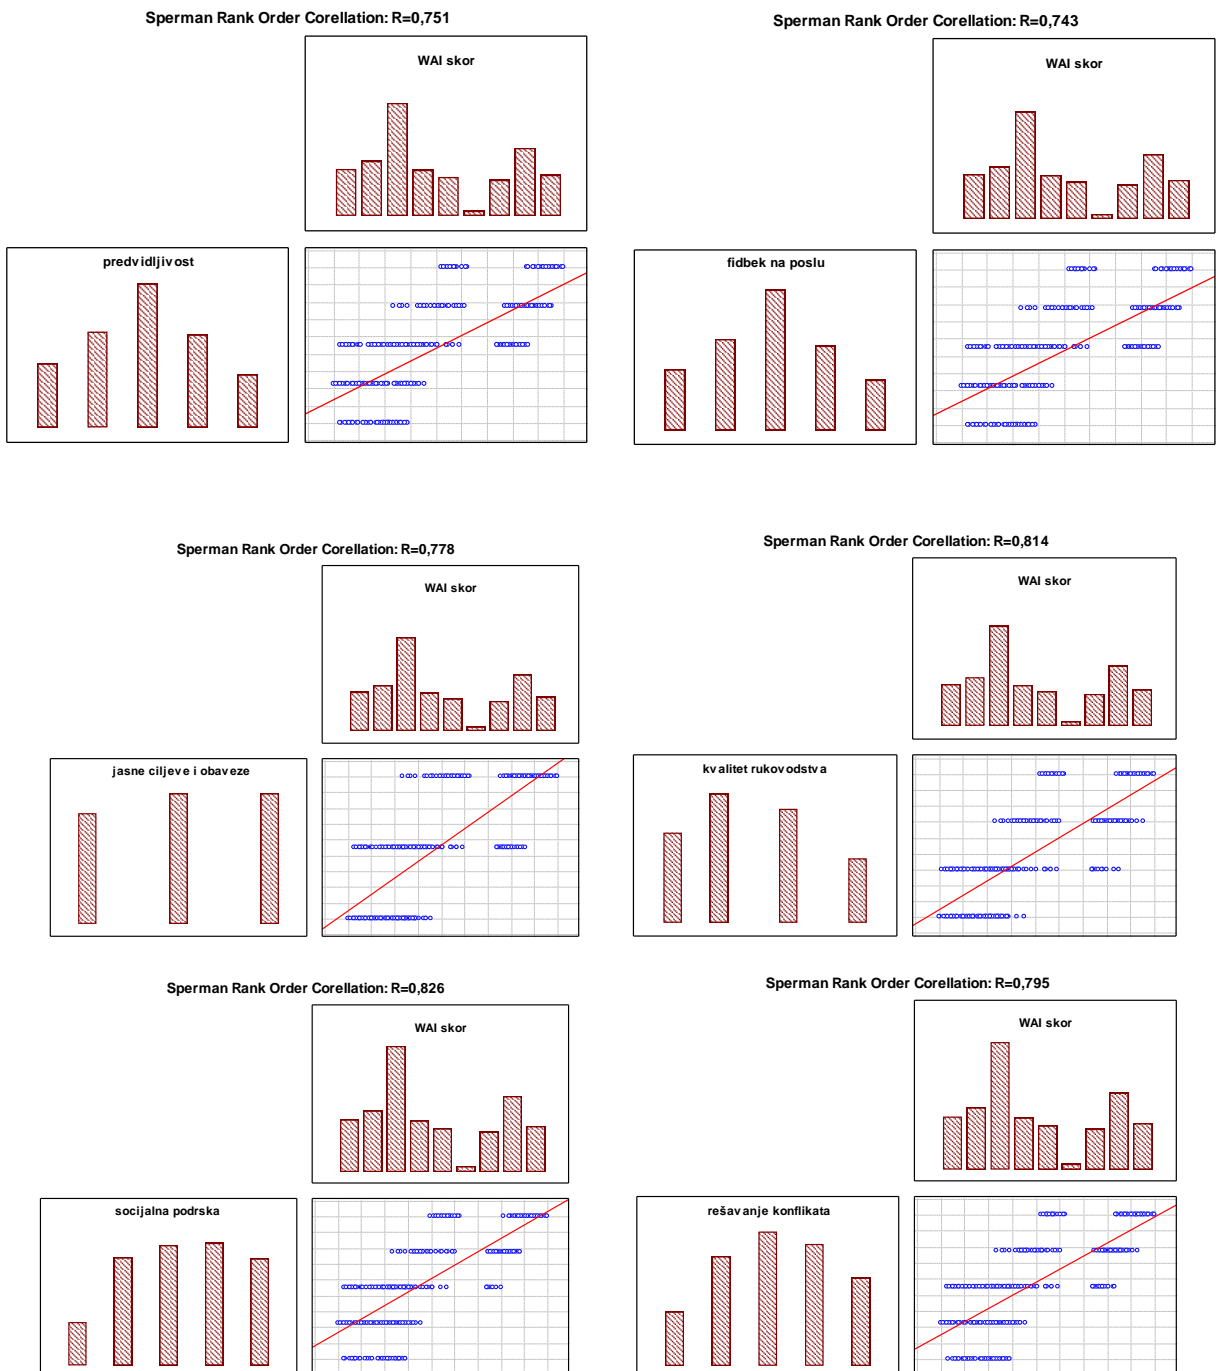 Sperman Rank Order Corellation: R=0,751
WAI skor
predvidljivost
Sperman Rank Order Corellation: R=0,743
WAI skor
fidbek na poslu
Sperman Rank Order Corellation: R=0,778
WAI skor
jasne ciljeve i obaveze
Sperman Rank Order Corellation: R=0,814
WAI skor
kvalitet rukovodstva
Sperman Rank Order Corellation: R=0,826
WAI skor
socijalna podrska
Sperman Rank Order Corellation: R=0,795
WAI skor
rešavanje konflikata